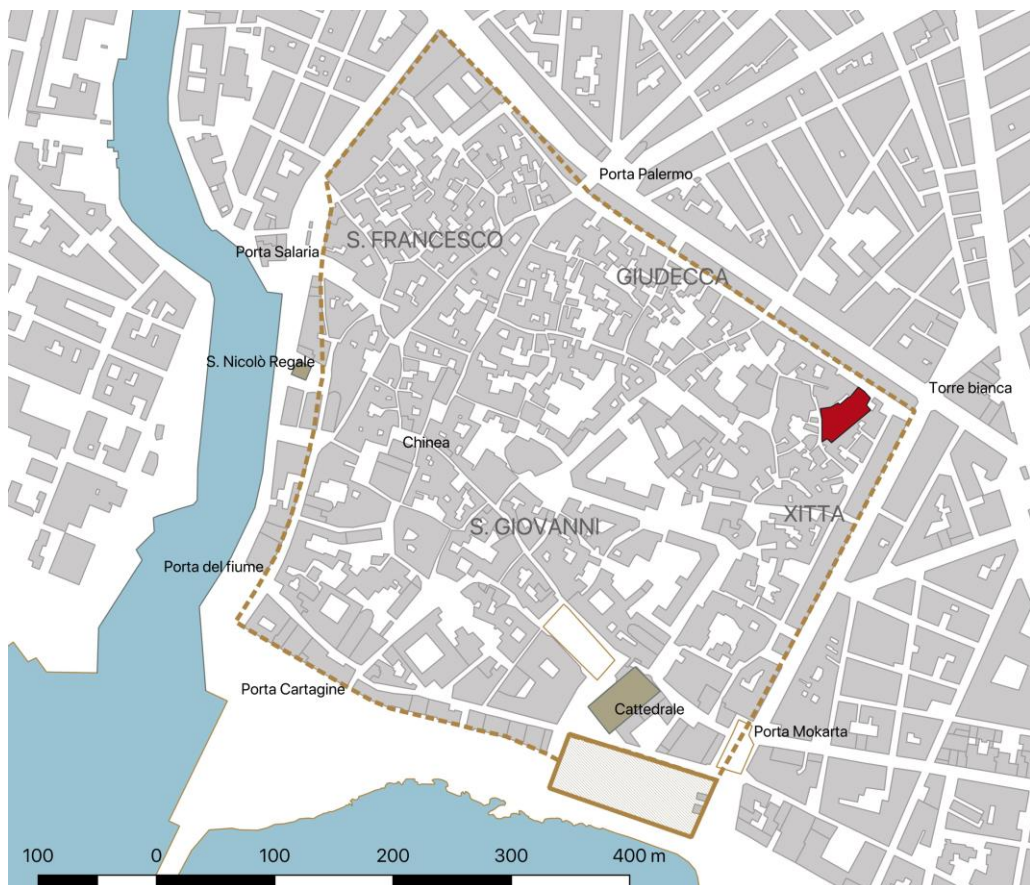 Porta Palermo
S. FRANCESCO
Porta Salaria
GIUDECCA
S. Nicolò Regale
Torre bianca
Chinea
XITTA
S. GIOVANNI
Porta del fiume
Porta Cartagine
Cattedrale
Porta Mokarta
100 0 100 200 300 400 m